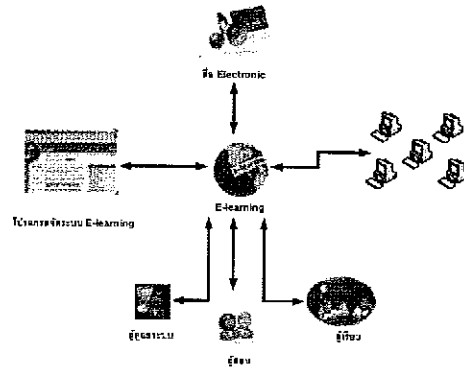 สื่อ Electronic
E-learning
โปรแกรมจัดระบบ E-learning
ผู้ดูแลระบบ
ผู้เรียน
ผู้สอน